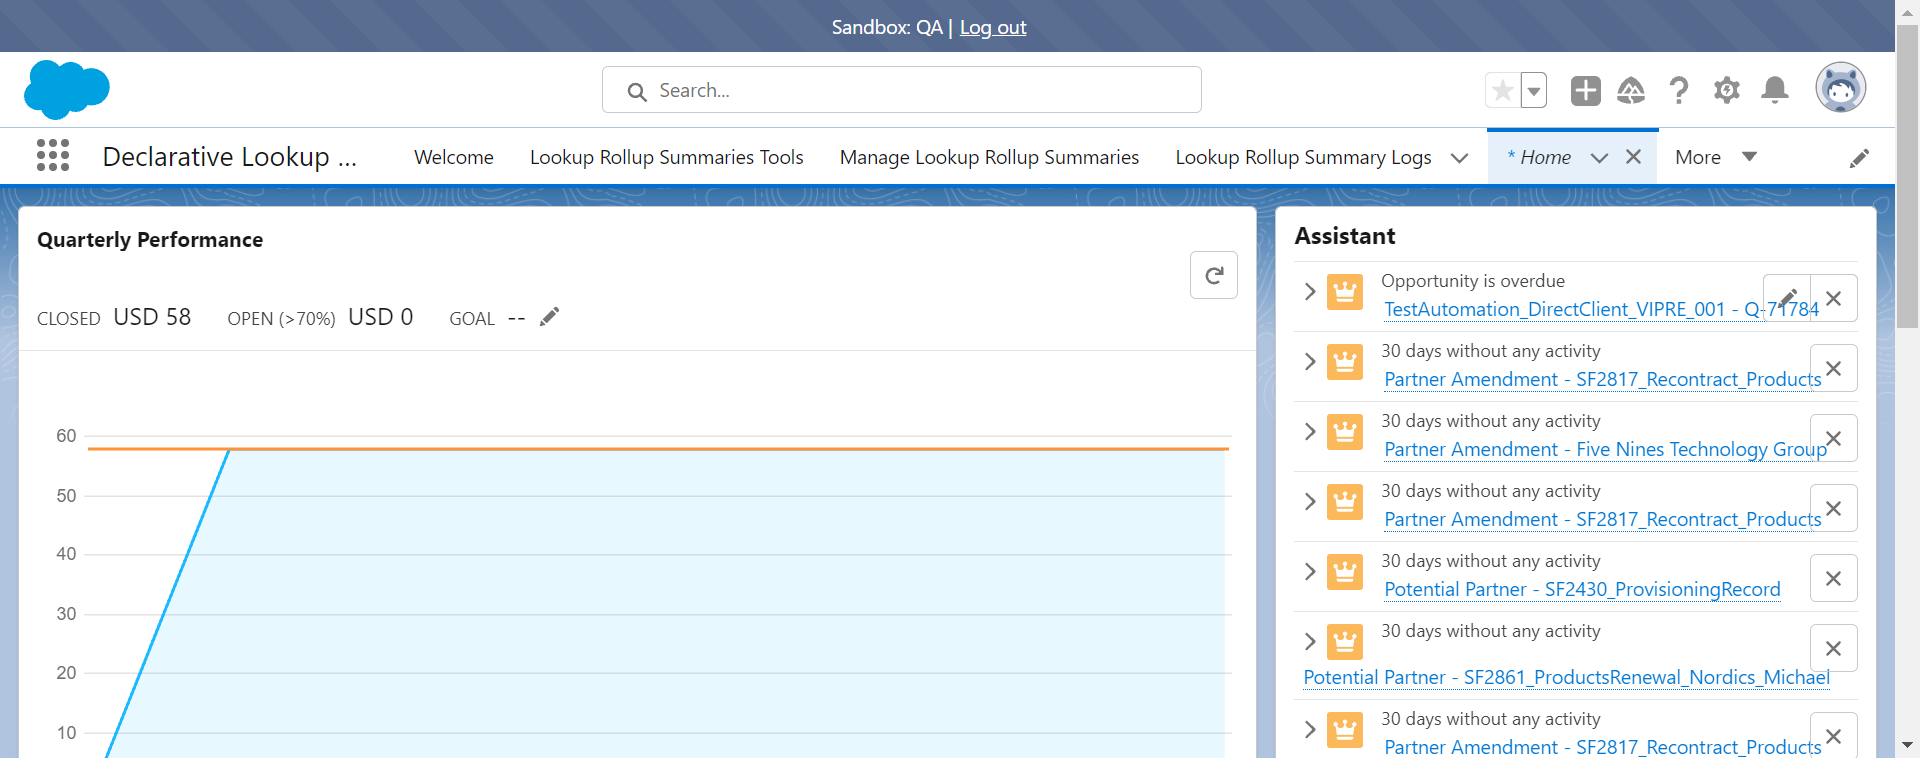 Sandbox: QA | Log out
Search...
Declarative Lookup ...
Welcome
Lookup Rollup Summaries Tools
Manage Lookup Rollup Summaries
Lookup Rollup Summary Logs
* Home
More
Quarterly Performance
CLOSED USD 58 OPEN (>70%) USD 0 GOAL --
60
50
40
30
20
10
Assistant
Opportunity is overdue
TestAutomation_DirectClient_VIPRE_001 - Q-71784
30 days without any activity
Partner Amendment - SF2817_Recontract_Products
30 days without any activity
Partner Amendment - Five Nines Technology Group
30 days without any activity
Partner Amendment - SF2817_Recontract_Products
30 days without any activity
Potential Partner - SF2430_ProvisioningRecord
30 days without any activity
Potential Partner - SF2861_ProductsRenewal_Nordics_Michael
30 days without any activity
Partner Amendment - SF2817_Recontract_Products